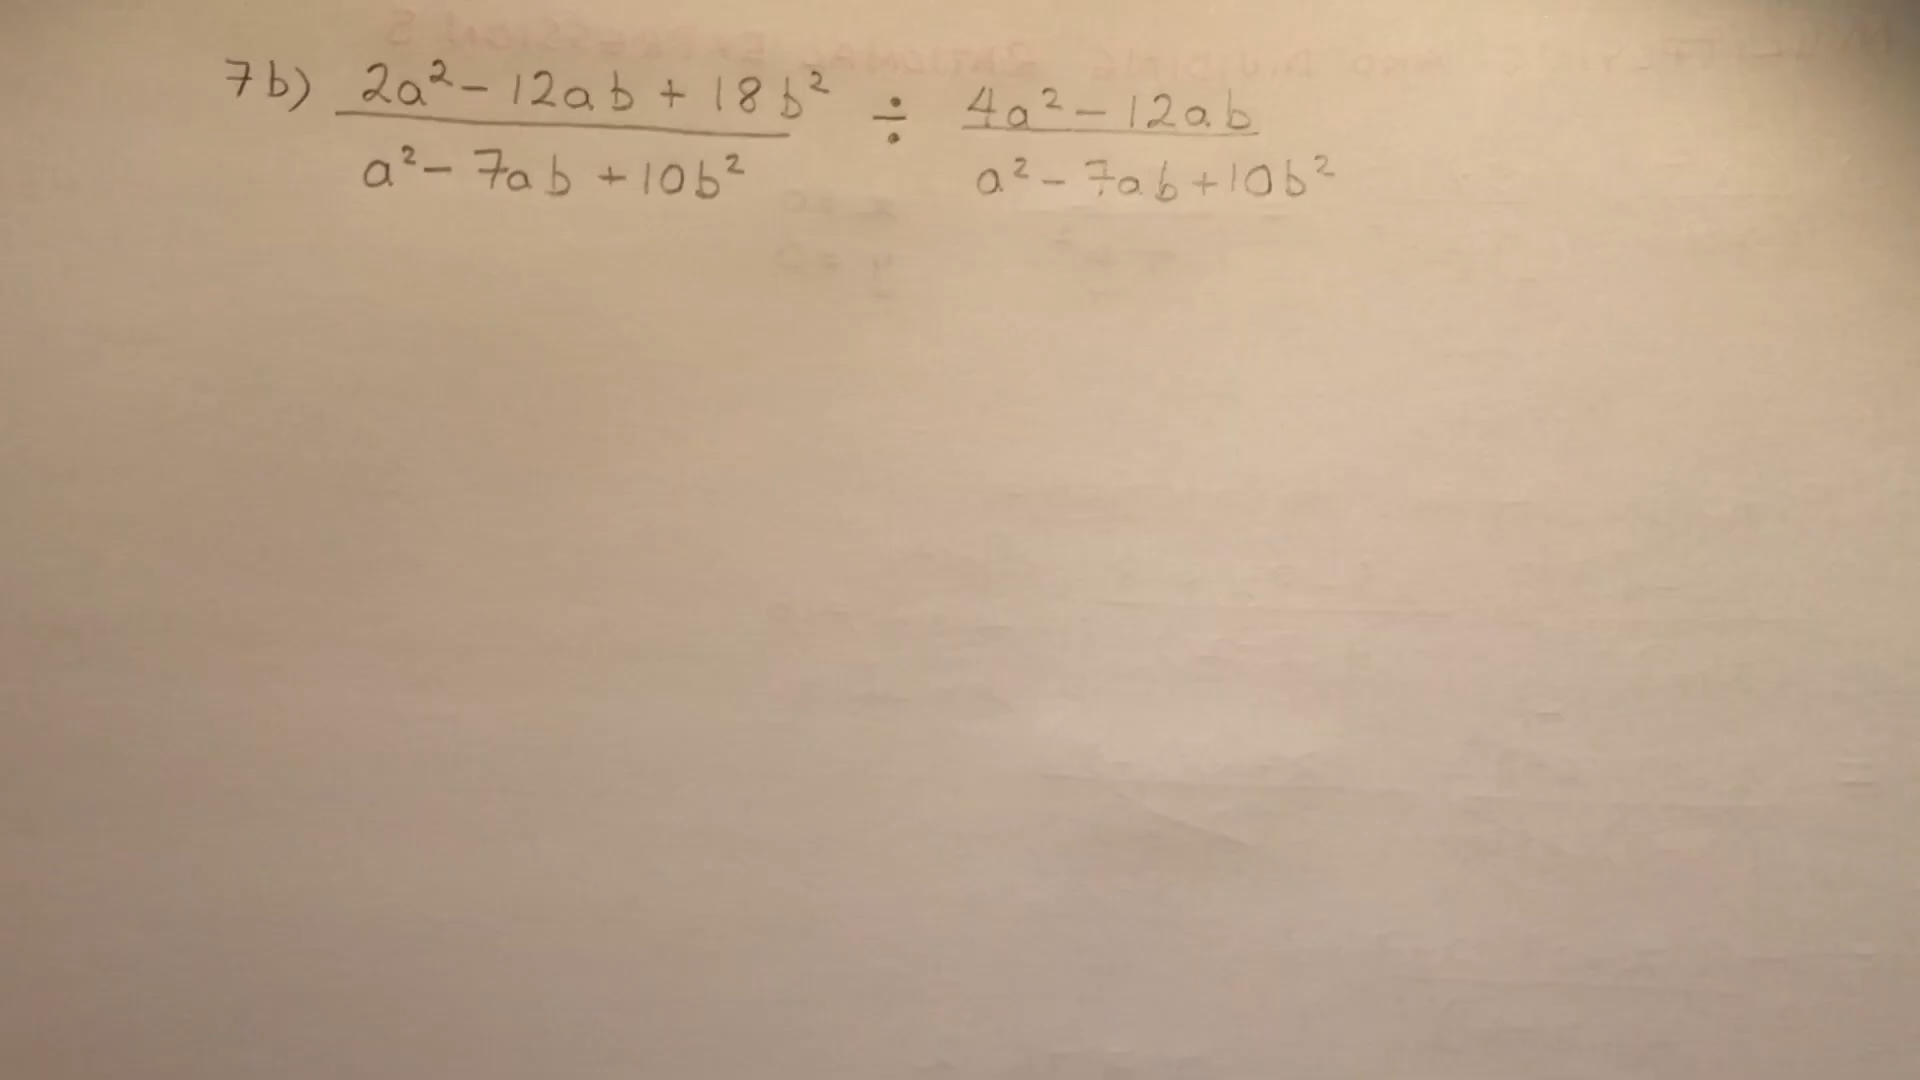 7b) 2a² - 12ab + 18b² ÷ 4a² - 12ab
a² - 7ab + 10b² a² - 7ab + 10b²